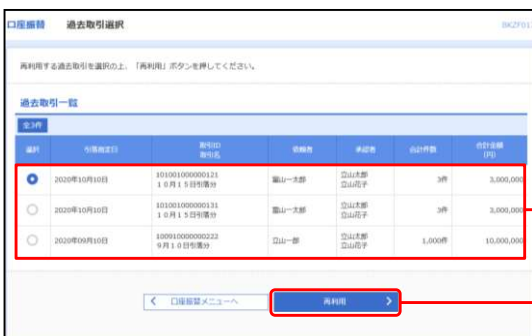 口座振替 過去取引選択 BKZF013
再利用する過去取引を選択の上、「再利用」ボタンを押してください。
過去取引一覧
全3件
選択 引落指定日 取引ID 取引名 依頼者 承認者 合計件数 合計金額 (円)
2020年10月10日 101001000000121 10月15日引落分 富山一太郎 立山太郎 立山花子 3件 3,000,000
2020年10月10日 101001000000131 10月15日引落分 富山一太郎 立山太郎 立山花子 3件 3,000,000
2020年09月10日 100910000000222 9月10日引落分 立山一郎 立山太郎 立山花子 1,000件 10,000,000
口座振替メニューへ 再利用